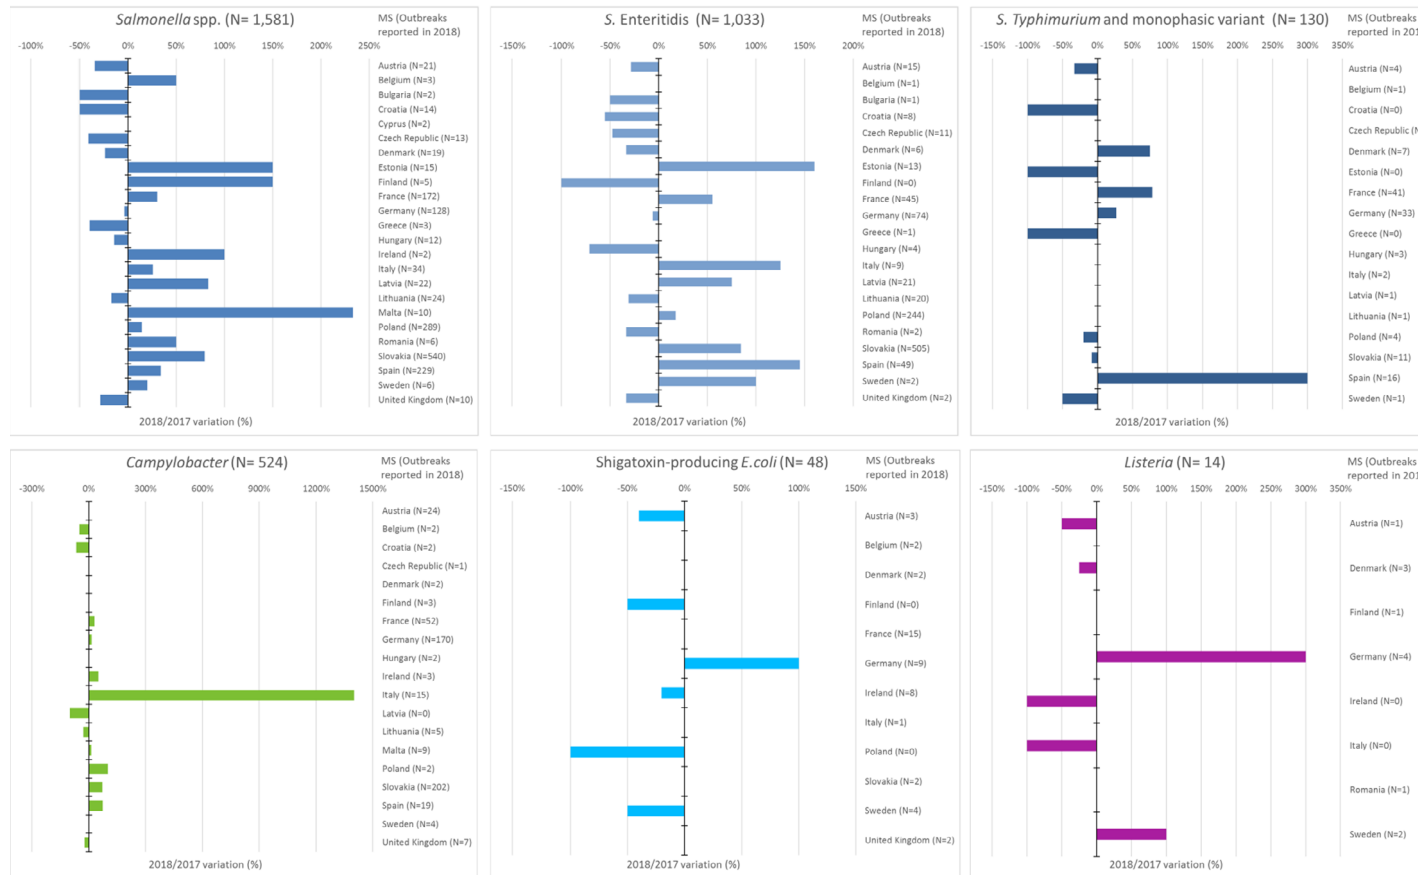 Salmonella spp. (N= 1,581)
MS (Outbreaks
reported in 2018)
-100% -50% 0% 50% 100% 150% 200% 250%
Austria (N=21)
Belgium (N=3)
Bulgaria (N=2)
Croatia (N=14)
Cyprus (N=2)
Czech Republic (N=13)
Denmark (N=19)
Estonia (N=15)
Finland (N=5)
France (N=172)
Germany (N=128)
Greece (N=3)
Hungary (N=12)
Ireland (N=2)
Italy (N=34)
Latvia (N=22)
Lithuania (N=24)
Malta (N=10)
Poland (N=289)
Romania (N=6)
Slovakia (N=540)
Spain (N=229)
Sweden (N=6)
United Kingdom (N=10)
2018/2017 variation (%)
S. Enteritidis (N= 1,033)
MS (Outbreaks
reported in 2018)
-150% -100% -50% 0% 50% 100% 150% 200%
Austria (N=15)
Belgium (N=1)
Bulgaria (N=1)
Croatia (N=8)
Czech Republic (N=11)
Denmark (N=6)
Estonia (N=13)
Finland (N=0)
France (N=45)
Germany (N=74)
Greece (N=1)
Hungary (N=4)
Italy (N=9)
Latvia (N=21)
Lithuania (N=20)
Poland (N=244)
Romania (N=2)
Slovakia (N=505)
Spain (N=49)
Sweden (N=2)
United Kingdom (N=2)
2018/2017 variation (%)
S. Typhimurium and monophasic variant (N= 130)
MS (Outbreaks
reported in 201
-150% -100% -50% 0% 50% 100% 150% 200% 250% 300% 350%
Austria (N=4)
Belgium (N=1)
Croatia (N=0)
Czech Republic (N
Denmark (N=7)
Estonia (N=0)
France (N=41)
Germany (N=33)
Greece (N=0)
Hungary (N=3)
Italy (N=2)
Latvia (N=1)
Lithuania (N=1)
Poland (N=4)
Slovakia (N=11)
Spain (N=16)
Sweden (N=1)
2018/2017 variation (%)
Campylobacter (N= 524)
MS (Outbreaks
reported in 2018)
-300% 0% 300% 600% 900% 1200% 1500%
Austria (N=24)
Belgium (N=2)
Croatia (N=2)
Czech Republic (N=1)
Denmark (N=2)
Finland (N=3)
France (N=52)
Germany (N=170)
Hungary (N=2)
Ireland (N=3)
Italy (N=15)
Latvia (N=0)
Lithuania (N=5)
Malta (N=9)
Poland (N=2)
Slovakia (N=202)
Spain (N=19)
Sweden (N=4)
United Kingdom (N=7)
2018/2017 variation (%)
Shigatoxin-producing E.coli (N= 48)
MS (Outbreaks
reported in 2018)
-150% -100% -50% 0% 50% 100% 150%
Austria (N=3)
Belgium (N=2)
Denmark (N=2)
Finland (N=0)
France (N=15)
Germany (N=9)
Ireland (N=8)
Italy (N=1)
Poland (N=0)
Slovakia (N=2)
Sweden (N=4)
United Kingdom (N=2)
2018/2017 variation (%)
Listeria (N= 14)
MS (Outbreaks
reported in 201
-150% -100% -50% 0% 50% 100% 150% 200% 250% 300% 350%
Austria (N=1)
Denmark (N=3)
Finland (N=1)
Germany (N=4)
Ireland (N=0)
Italy (N=0)
Romania (N=1)
Sweden (N=2)
2018/2017 variation (%)